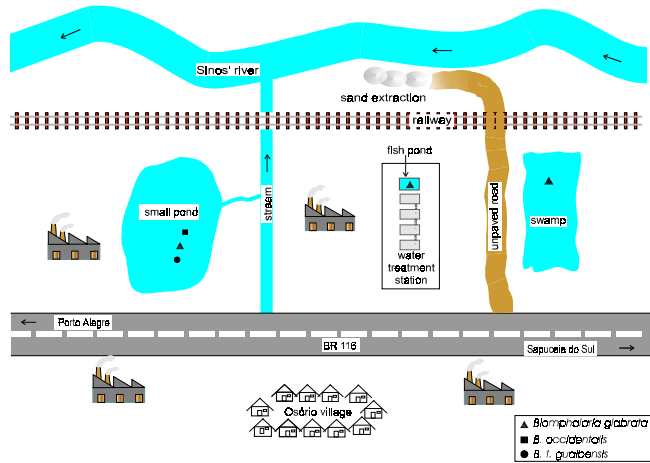 Sinos' river
sand extraction
railway
fish pond
small pond
stream
unpaved road
swamp
water
treatment
station
Porto Alegre
BR 116
Sapucaia do Sul
Osório village
Biomphalaria glabrata
B. occidentalis
B. t. guaibensis